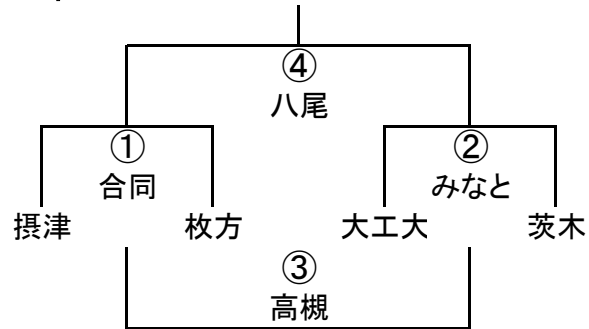 ④
八尾
① ②
合同 みなと
摂津 枚方 大工大 茨木
③
高槻